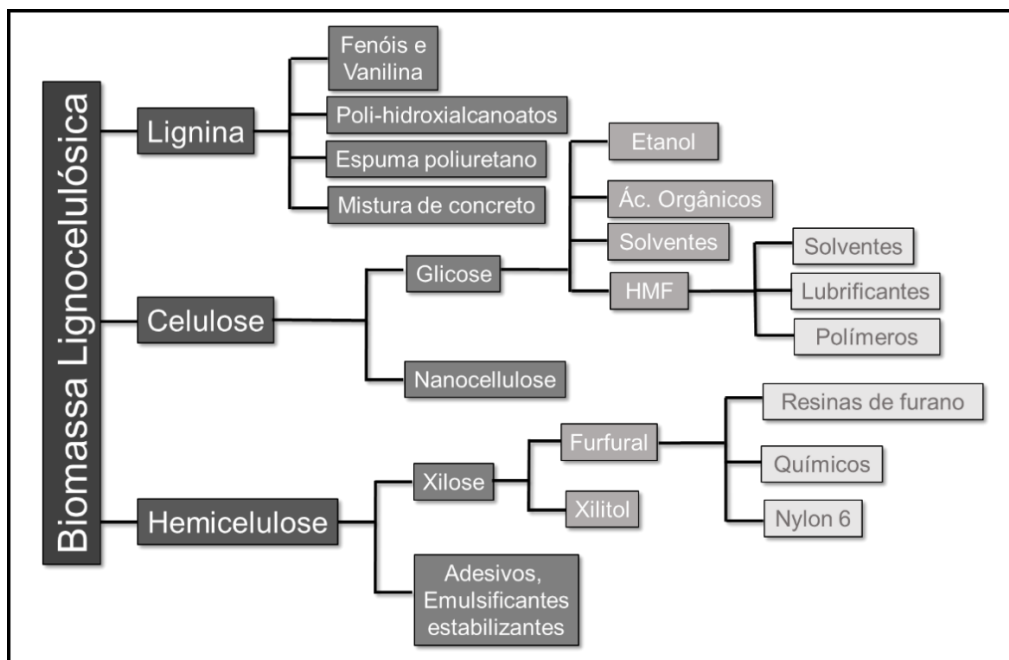 Biomassa Lignocelulósica
Lignina
Fenóis e
Vanilina
Poli-hidroxialcanoatos
Espuma poliuretano
Mistura de concreto
Celulose
Glicose
Etanol
Ác. Orgânicos
Solventes
HMF
Solventes
Lubrificantes
Polímeros
Nanocellulose
Hemicelulose
Xilose
Furfural
Resinas de furano
Químicos
Nylon 6
Xilitol
Adesivos,
Emulsificantes
estabilizantes